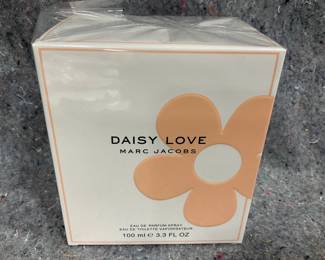 DAISY LOVE
MARC JACOBS
EAU DE PARFUM SPRAY
EAU DE TOILETTE VAPORISATEUR
100 ml ℮ 3.3 FL OZ